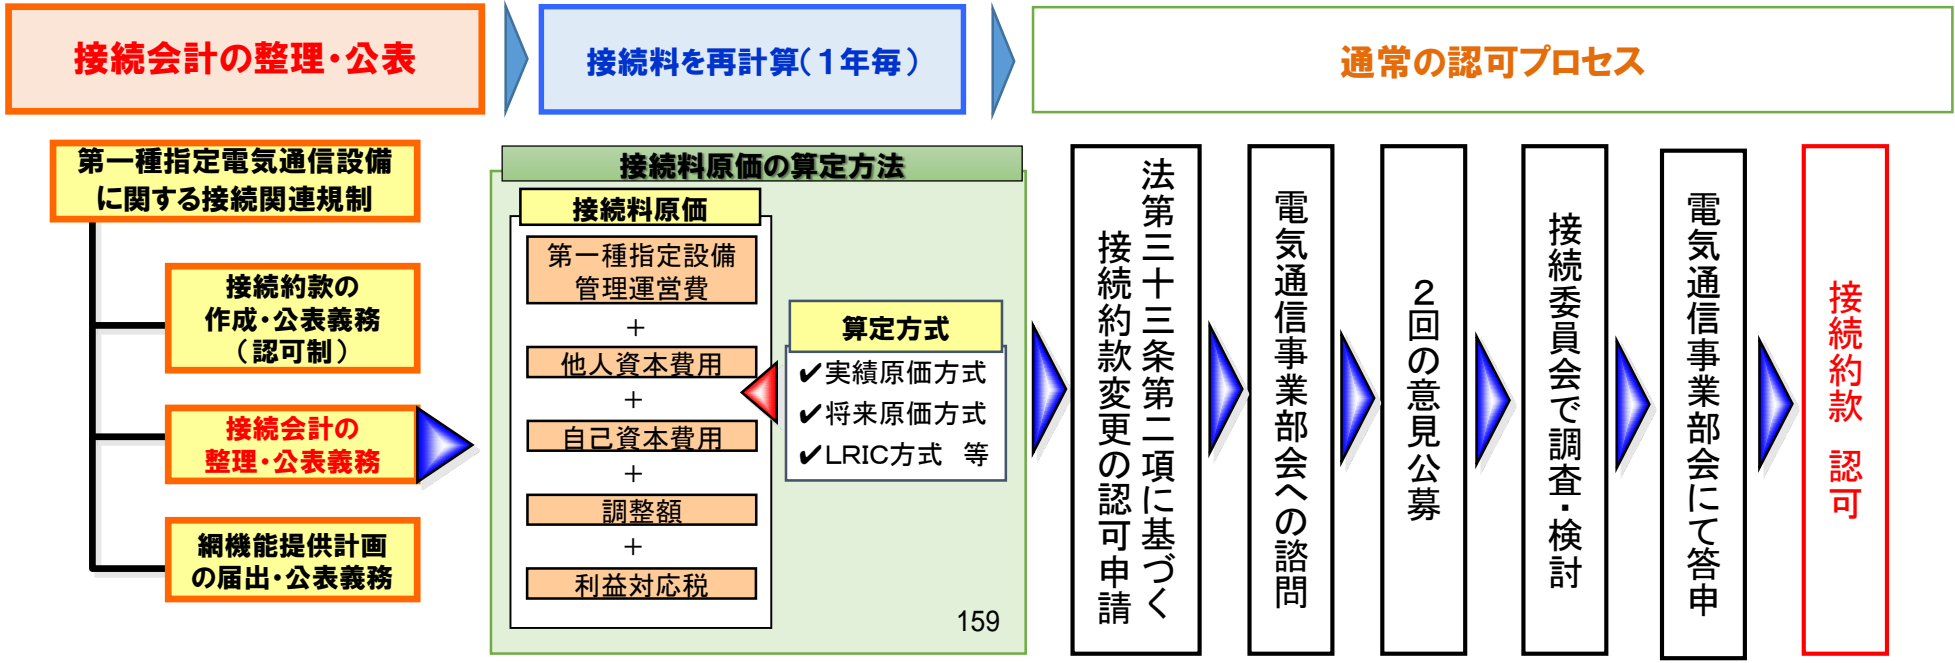 接続会計の整理・公表
接続料を再計算(1年毎)
通常の認可プロセス
第一種指定電気通信設備
に関する接続関連規制
接続約款の
作成・公表義務
(認可制)
接続会計の
整理・公表義務
網機能提供計画
の届出・公表義務
接続料原価の算定方法
接続料原価
第一種指定設備
管理運営費
+
他人資本費用
+
自己資本費用
+
調整額
+
利益対応税
算定方式
✔実績原価方式
✔将来原価方式
✔LRIC方式 等
159
法第三十三条第二項に基づく
接続約款変更の認可申請
電気通信事業部会への諮問
2回の意見公募
接続委員会で調査・検討
電気通信事業部会にて答申
接続約款 認可